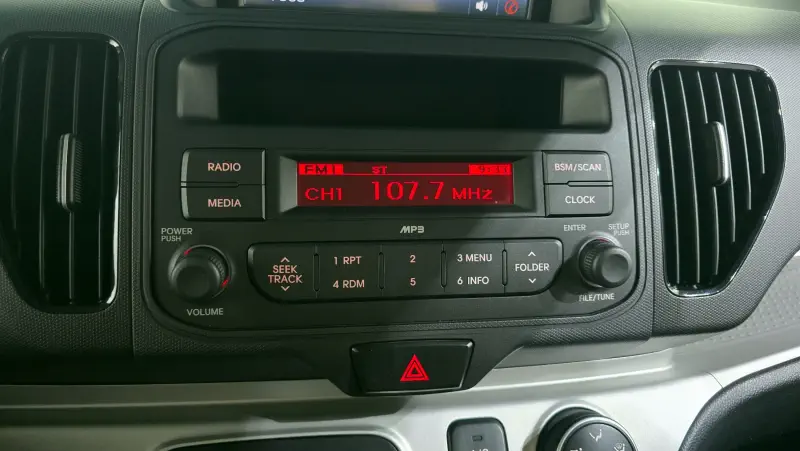 FM1 ST
CH1 107.7 MHz
RADIO
MEDIA
BSM/SCAN
CLOCK
MP3
POWER
PUSH
VOLUME
SEEK
TRACK
1 RPT
2
3 MENU
4 RDM
5
6 INFO
FOLDER
ENTER
SETUP
PUSH
FILE/TUNE